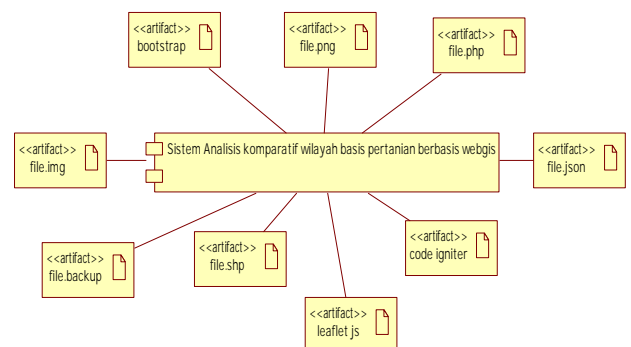 <<artifact>>
bootstrap
<<artifact>>
file.png
<<artifact>>
file.php
<<artifact>>
file.img
Sistem Analisis komparatif wilayah basis pertanian berbasis webgis
<<artifact>>
file.json
<<artifact>>
file.backup
<<artifact>>
file.shp
<<artifact>>
code igniter
<<artifact>>
leaflet js